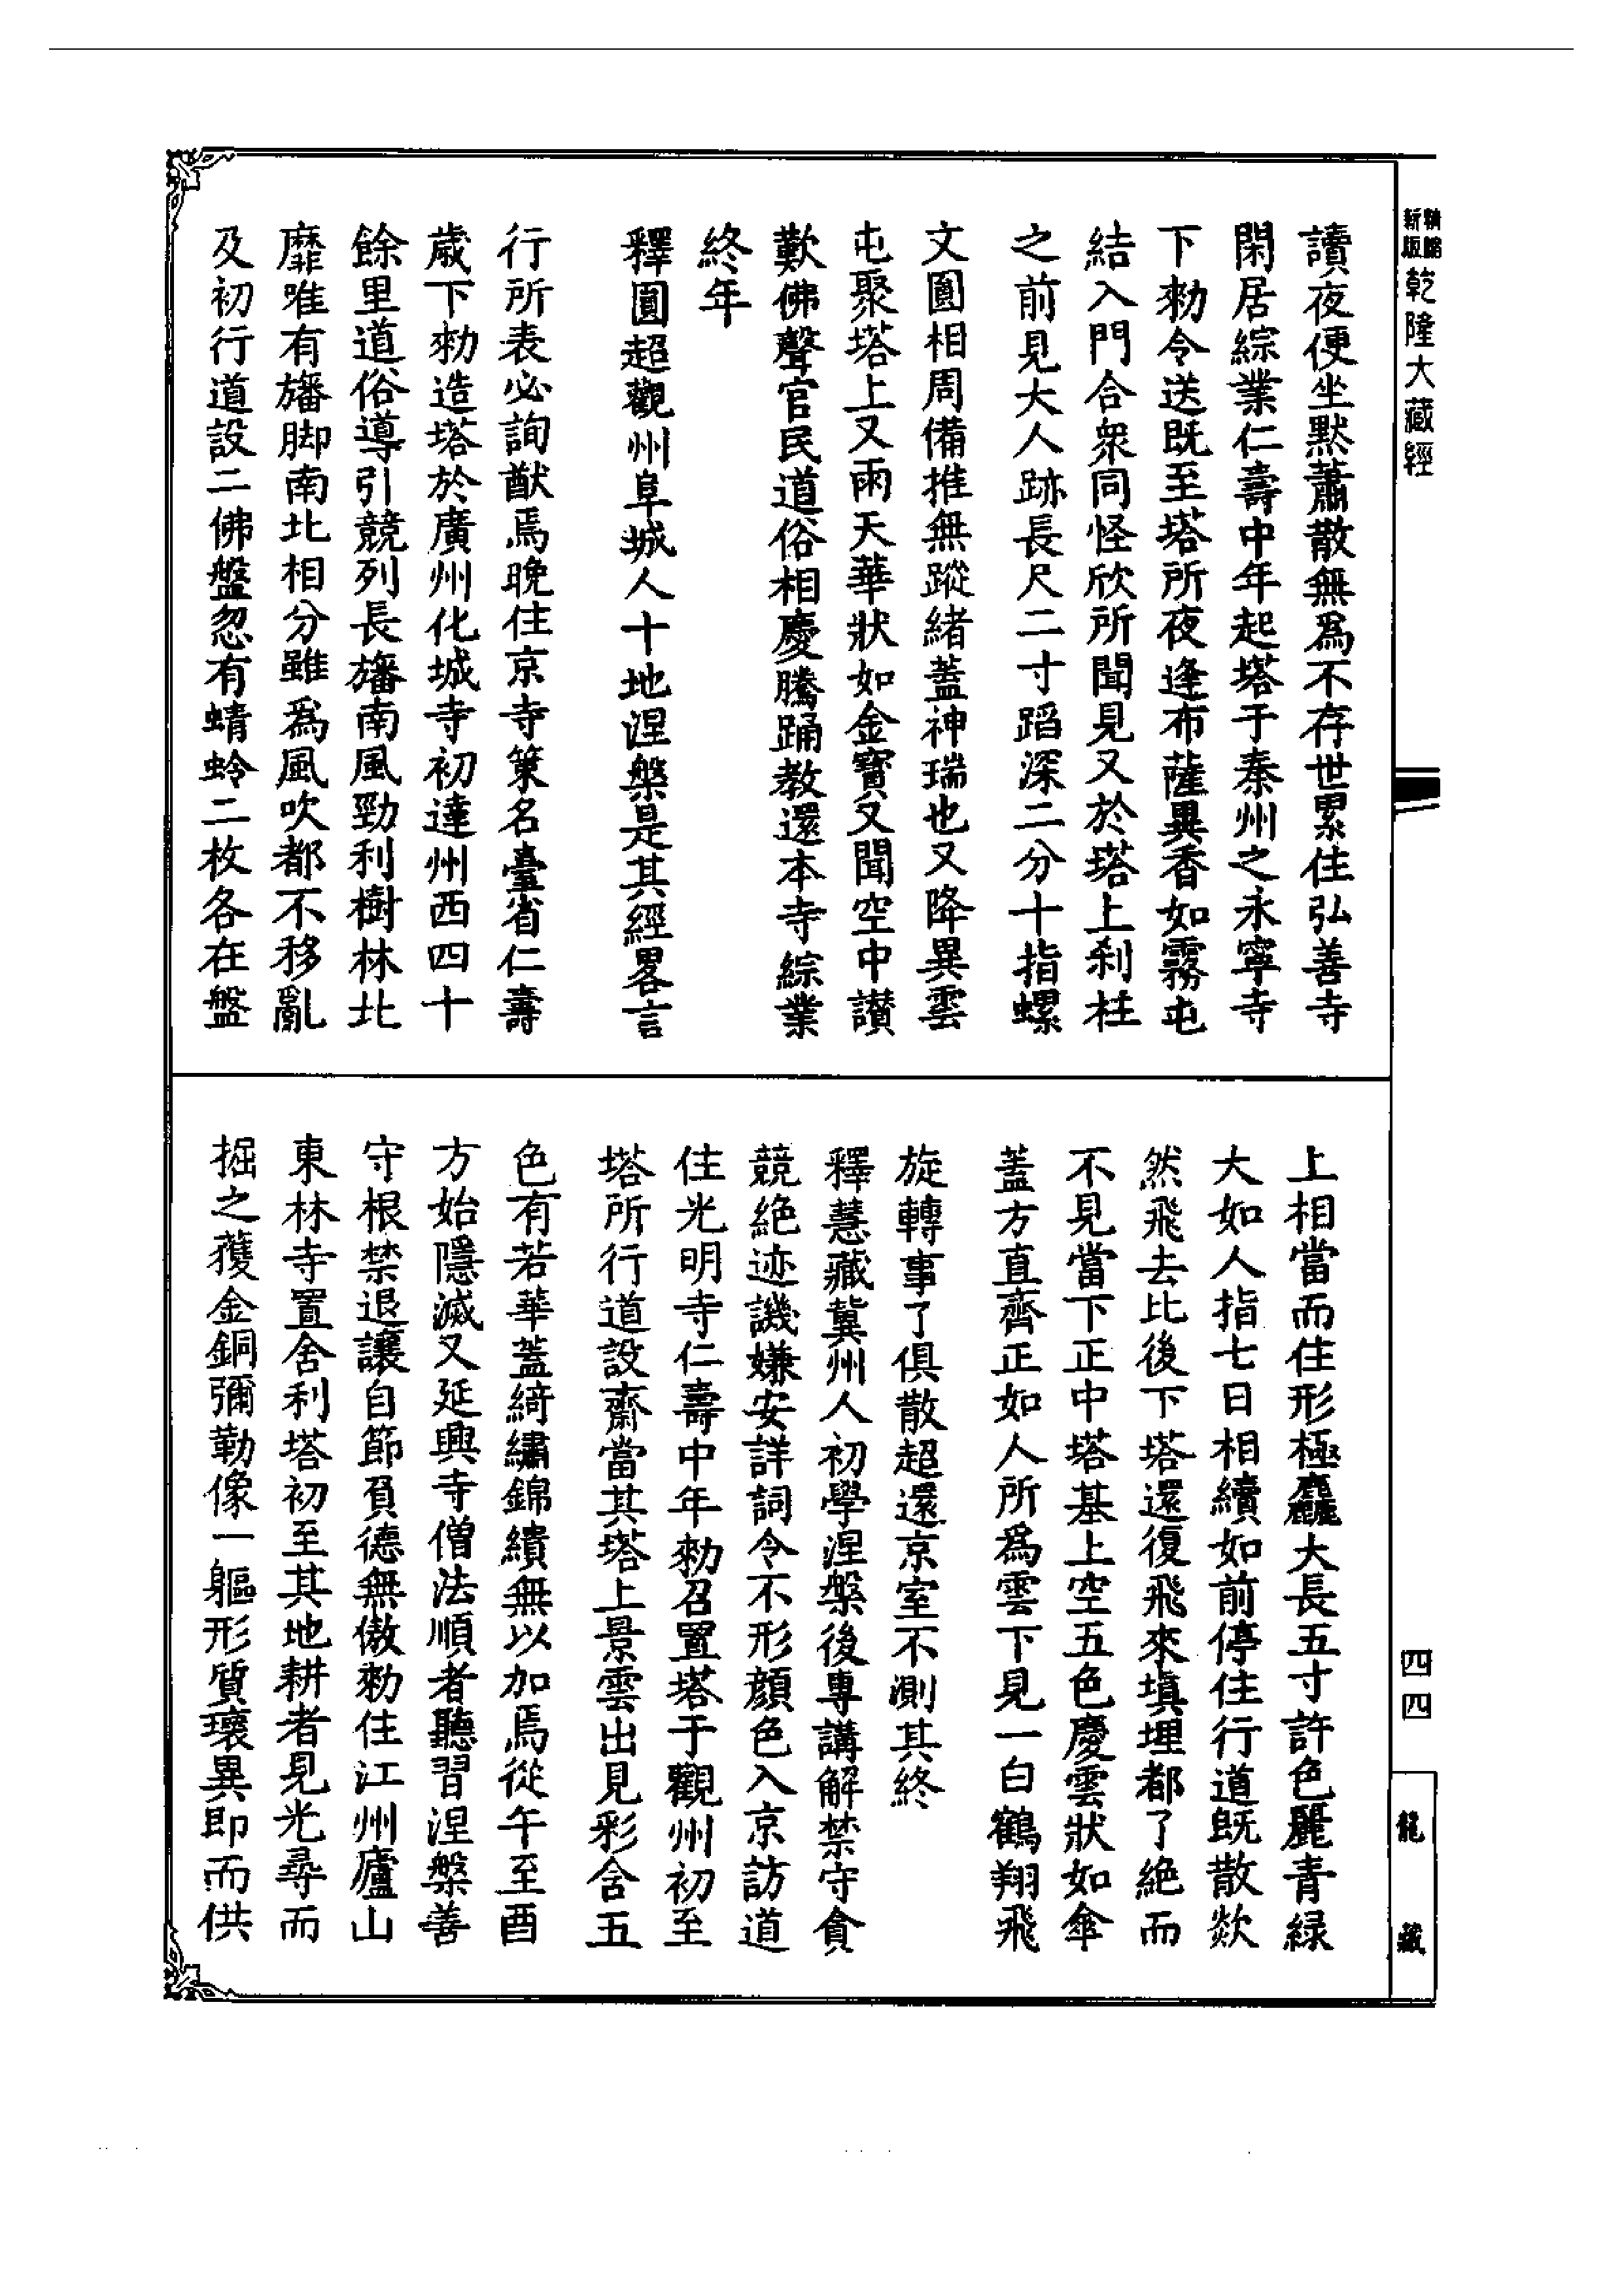 精縮
新版
乾隆大藏經
讀夜便坐默蕭散無爲不存世累住弘善寺
閑居綜業仁壽中年起塔于秦州之永寧寺
下勑令送既至塔所夜逢布薩異香如霧屯
結入門合衆同怪欣所聞見又於塔上剎柱
之前見大人跡長尺二寸蹈深二分十指螺
文圓相周備推無蹤緒蓋神瑞也又降異雲
屯聚塔上又雨天華狀如金寶又聞空中讃
歎佛聲官民道俗相慶騰踊教還本寺綜業
終年
釋圓超觀州阜城人十地涅槃是其經畧言
行所表必詢猷焉晚住京寺策名臺省仁壽
歲下勑造塔於廣州化城寺初達州西四十
餘里道俗導引競列長旛南風勁利樹林北
靡唯有旛脚南北相分雖爲風吹都不移亂
及初行道設二佛盤忽有蜻蛉二枚各在盤
上相當而住形極麤大長五寸許色麗青緑
大如人指七日相續如前停住行道既散欻
然飛去比後下塔還復飛來填埋都了絶而
不見當下正中塔基上空五色慶雲狀如傘
蓋方直齊正如人所爲雲下見一白鶴翔飛
旋轉事了俱散超還京室不測其終
釋慧藏冀州人初學涅槃後專講解禁守貪
競絶迹譏嫌安詳詞令不形顏色入京訪道
住光明寺仁壽中年勑召置塔于觀州初至
塔所行道設齋當其塔上景雲出見彩含五
色有若華蓋綺繡錦繢無以加焉從午至酉
方始隱滅又延興寺僧法順者聽習涅槃善
守根禁退讓自節負德無傲勑住江州廬山
東林寺置舍利塔初至其地耕者見光尋而
掘之獲金銅彌勒像一軀形質瓌異即而供
四四
龍藏